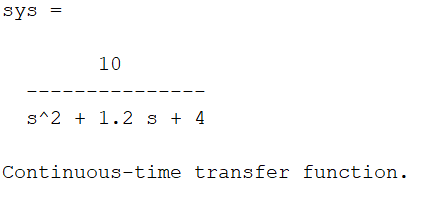 sys =
10
---------------
s^2 + 1.2 s + 4
Continuous-time transfer function.